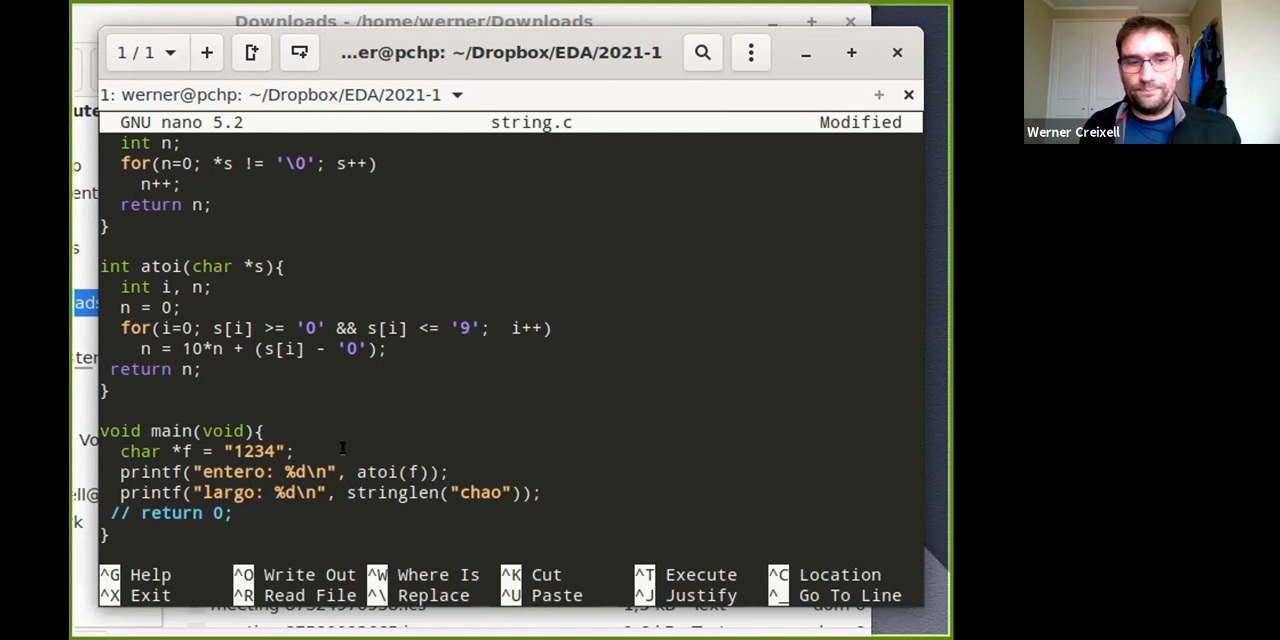 Downloads - /home/werner/Downloads
1 / 1
…er@pchp: ~/Dropbox/EDA/2021-1
1: werner@pchp: ~/Dropbox/EDA/2021-1
GNU nano 5.2 string.c Modified
int n;
for(n=0; *s != '\0'; s++)
n++;
return n;
}
int atoi(char *s){
int i, n;
n = 0;
for(i=0; s[i] >= '0' && s[i] <= '9';  i++)
n = 10*n + (s[i] - '0');
return n;
}
void main(void){
char *f = "1234";
printf("entero: %d\n", atoi(f));
printf("largo: %d\n", stringlen("chao"));
// return 0;
}
^G Help ^O Write Out ^W Where Is ^K Cut ^T Execute ^C Location
^X Exit ^R Read File ^\ Replace ^U Paste ^J Justify ^_ Go To Line
Werner Creixell